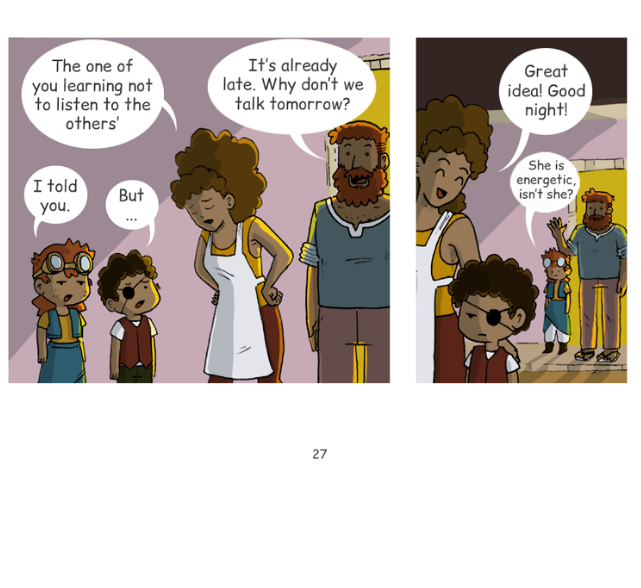 The one of
you learning not
to listen to the
others'
It's already
late. Why don't we
talk tomorrow?
I told
you.
But
...
Great
idea! Good
night!
She is
energetic,
isn't she?
27